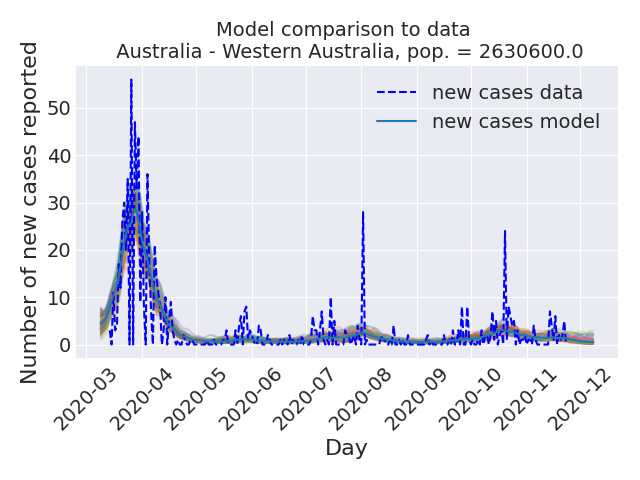 Model comparison to data
Australia - Western Australia, pop. = 2630600.0
Number of new cases reported
50
40
30
20
10
0
new cases data
new cases model
2020-03
2020-04
2020-05
2020-06
2020-07
2020-08
2020-09
2020-10
2020-11
2020-12
Day